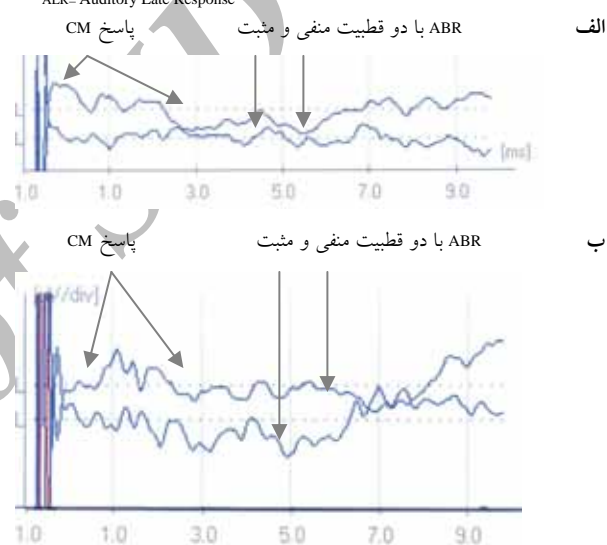 AER= Auditory Late Response
الف ABR با دو قطبیت منفی و مثبت پاسخ CM
[ms]
1.0 1.0 3.0 5.0 7.0 9.0
ب ABR با دو قطبیت منفی و مثبت پاسخ CM
/div]
1.0 1.0 3.0 5.0 7.0 9.0